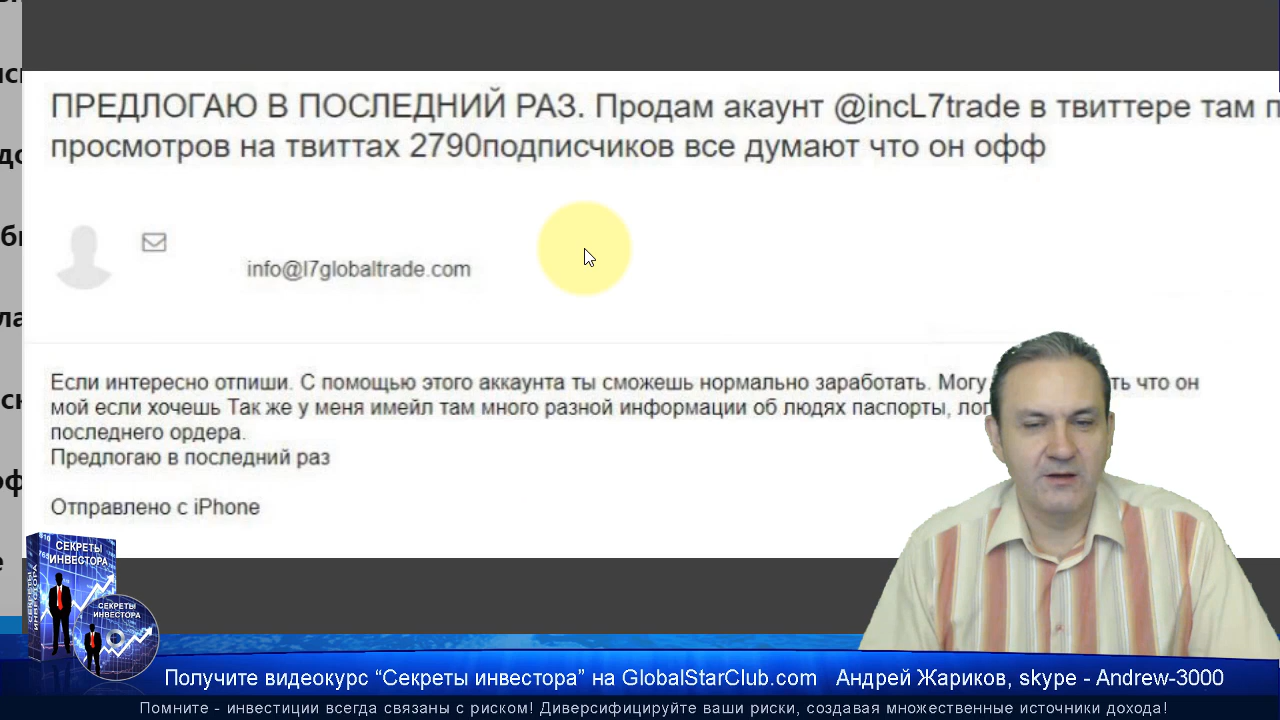 ПРЕДЛОГАЮ В ПОСЛЕДНИЙ РАЗ. Продам акаунт @incL7trade в твиттере там
просмотров на твиттах 2790подписчиков все думают что он офф
info@l7globaltrade.com
Если интересно отпиши. С помощью этого аккаунта ты сможешь нормально заработать. Могу что он
мой если хочешь Так же у меня имейл там много разной информации об людях паспорты,
последнего ордера.
Предлогаю в последний раз
Отправлено с iPhone
СЕКРЕТЫ
ИНВЕСТОРА
СЕКРЕТЫ
ИНВЕСТОРА
Получите видеокурс “Секреты инвестора” на GlobalStarClub.com Андрей Жариков, skype - Andrew-3000
Помните - инвестиции всегда связаны с риском! Диверсифицируйте ваши риски, создавая множественные источники дохода!